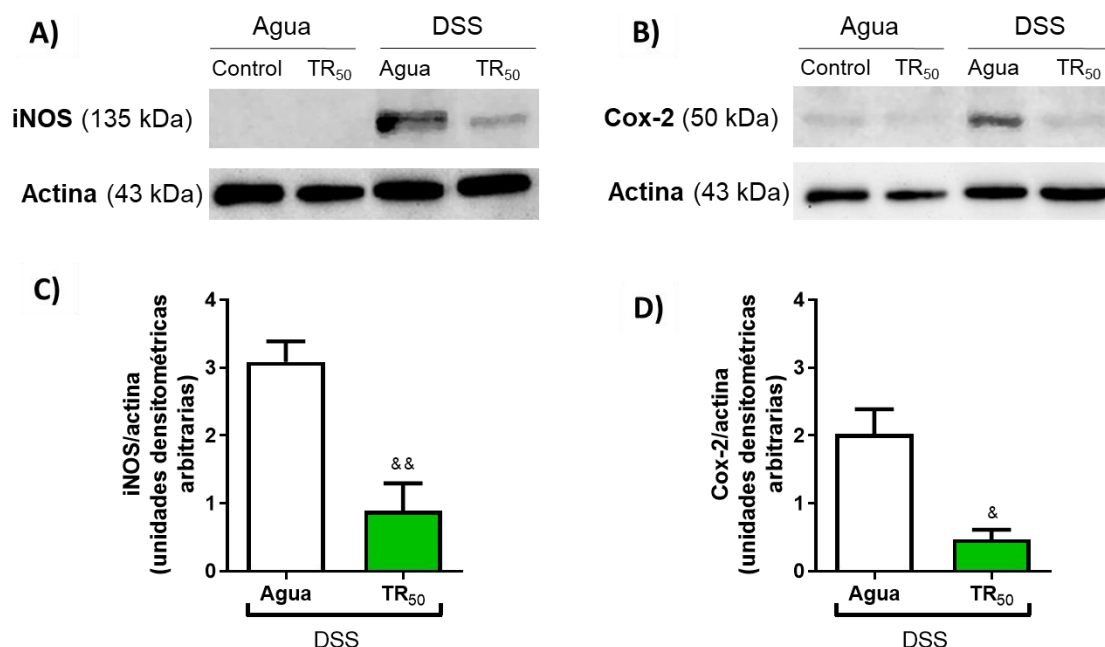 A)
Agua DSS
Control TR₅₀ Agua TR₅₀
iNOS (135 kDa)
Actina (43 kDa)
B)
Agua DSS
Control TR₅₀ Agua TR₅₀
Cox-2 (50 kDa)
Actina (43 kDa)
C)
iNOS/actina
(unidades densitométricas
arbitrarias)
4
3
2
1
0
&&
Agua TR₅₀
DSS
D)
Cox-2/actina
(unidades densitométricas
arbitrarias)
4
3
2
1
0
&
Agua TR₅₀
DSS